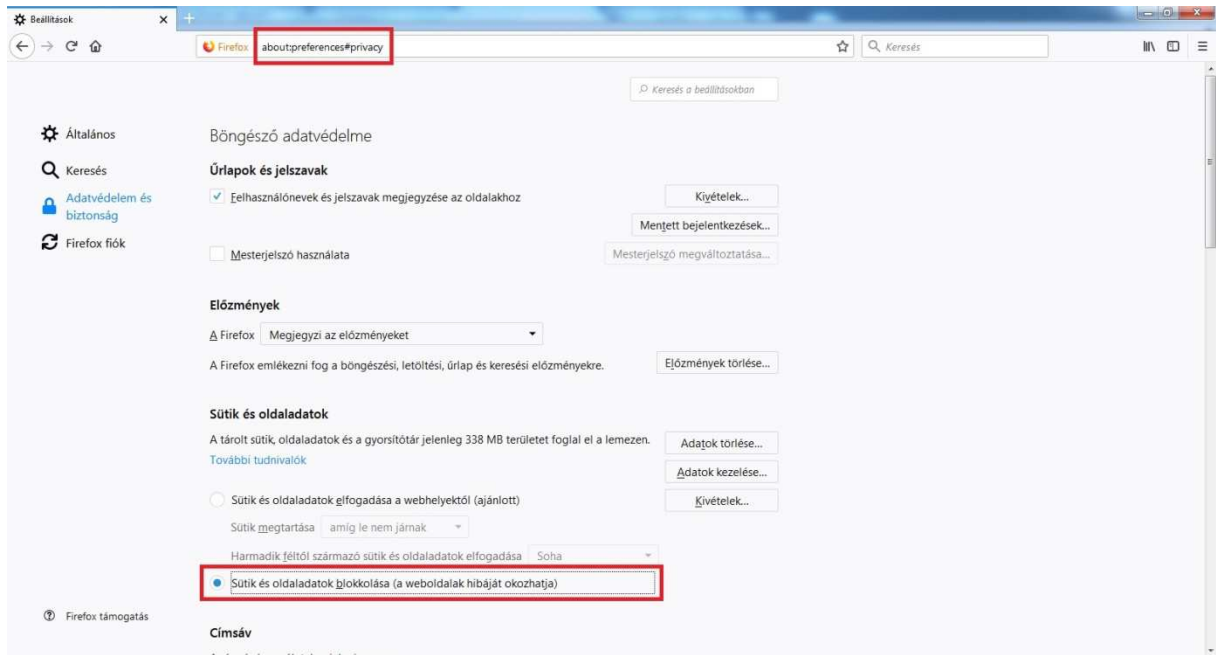 Beállítások
Firefox about:preferences#privacy Keresés
Keresés a beállításokban
Általános
Keresés
Adatvédelem és
biztonság
Firefox fiók
Firefox támogatás
Böngésző adatvédelme
Űrlapok és jelszavak
Felhasználónevek és jelszavak megjegyzése az oldalakhoz Kivételek...
Mentett bejelentkezések...
Mesterjelszó használata Mesterjelszó megváltoztatása...
Előzmények
A Firefox Megjegyzi az előzményeket
A Firefox emlékezni fog a böngészési, letöltési, űrlap és keresési előzményekre. Előzmények törlése...
Sütik és oldaladatok
A tárolt sütik, oldaladatok és a gyorsítótár jelenleg 338 MB területet foglal el a lemezen. Adatok törlése...
További tudnivalók
Adatok kezelése...
Sütik és oldaladatok elfogadása a webhelyektől (ajánlott) Kivételek...
Sütik megtartása amíg le nem járnak
Harmadik féltől származó sütik és oldaladatok elfogadása Soha
Sütik és oldaladatok blokkolása (a weboldalak hibáját okozhatja)
Címsáv